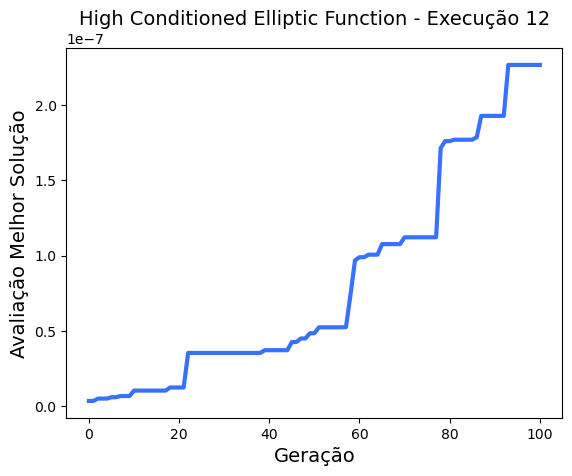 High Conditioned Elliptic Function - Execução 12
1e−7
2.0
1.5
1.0
0.5
0.0
Avaliação Melhor Solução
0 20 40 60 80 100
Geração